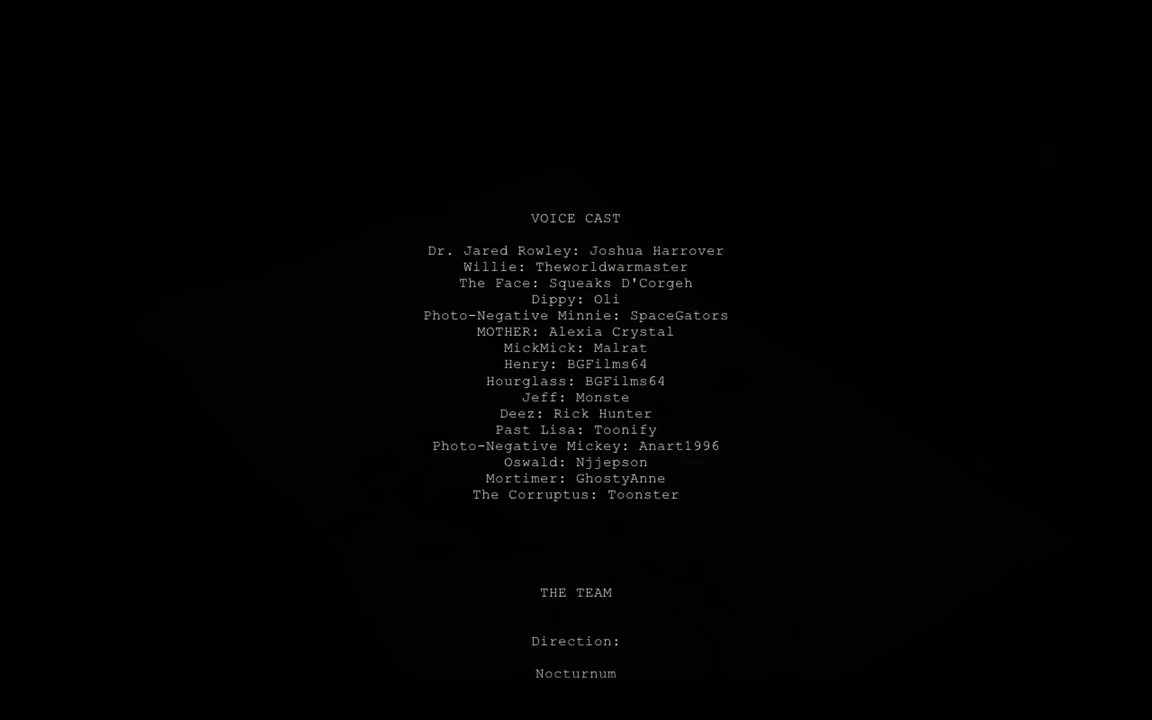 VOICE CAST
Dr. Jared Rowley: Joshua Harrover
Willie: Theworldwarmaster
The Face: Squeaks D'Corgeh
Dippy: Oli
Photo-Negative Minnie: SpaceGators
MOTHER: Alexia Crystal
MickMick: Malrat
Henry: BGFilms64
Hourglass: BGFilms64
Jeff: Monste
Deez: Rick Hunter
Past Lisa: Toonify
Photo-Negative Mickey: Anart1996
Oswald: Njjepson
Mortimer: GhostyAnne
The Corruptus: Toonster
THE TEAM
Direction:
Nocturnum